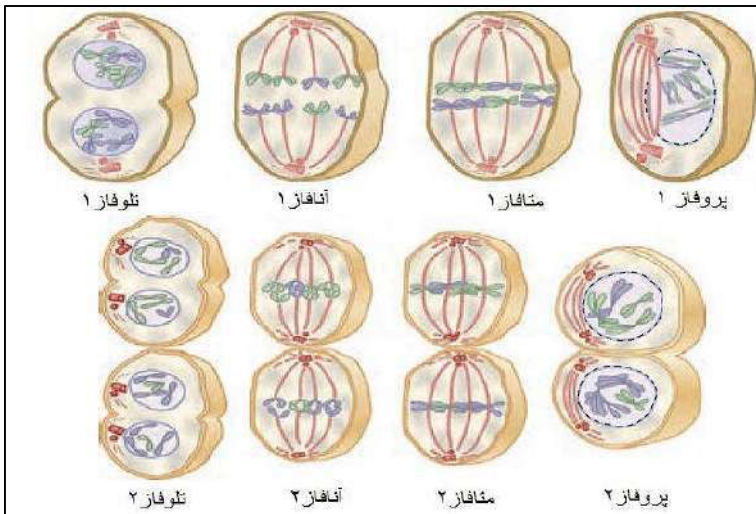 پروفاز ۱ متافاز ۱ آنافاز ۱ تلوفاز ۱
پروفاز ۲ متافاز ۲ آنافاز ۲ تلوفاز ۲